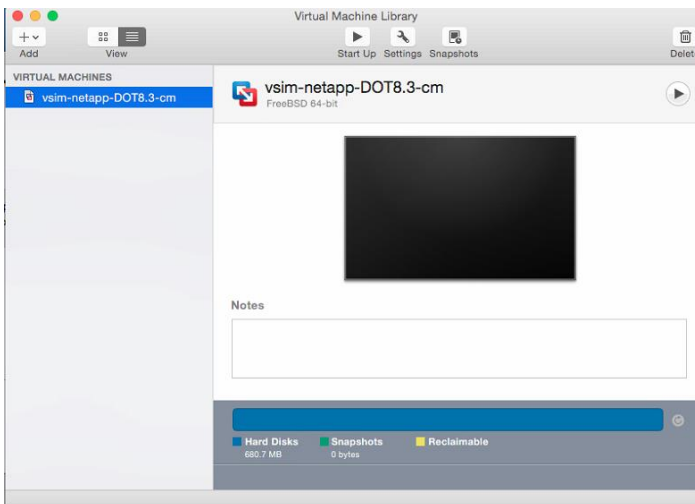 Virtual Machine Library
Add
View
Start Up Settings Snapshots
Delet
VIRTUAL MACHINES
vsim-netapp-DOT8.3-cm
vsim-netapp-DOT8.3-cm
FreeBSD 64-bit
Notes
Hard Disks Snapshots Reclaimable
680.7 MB 0 bytes